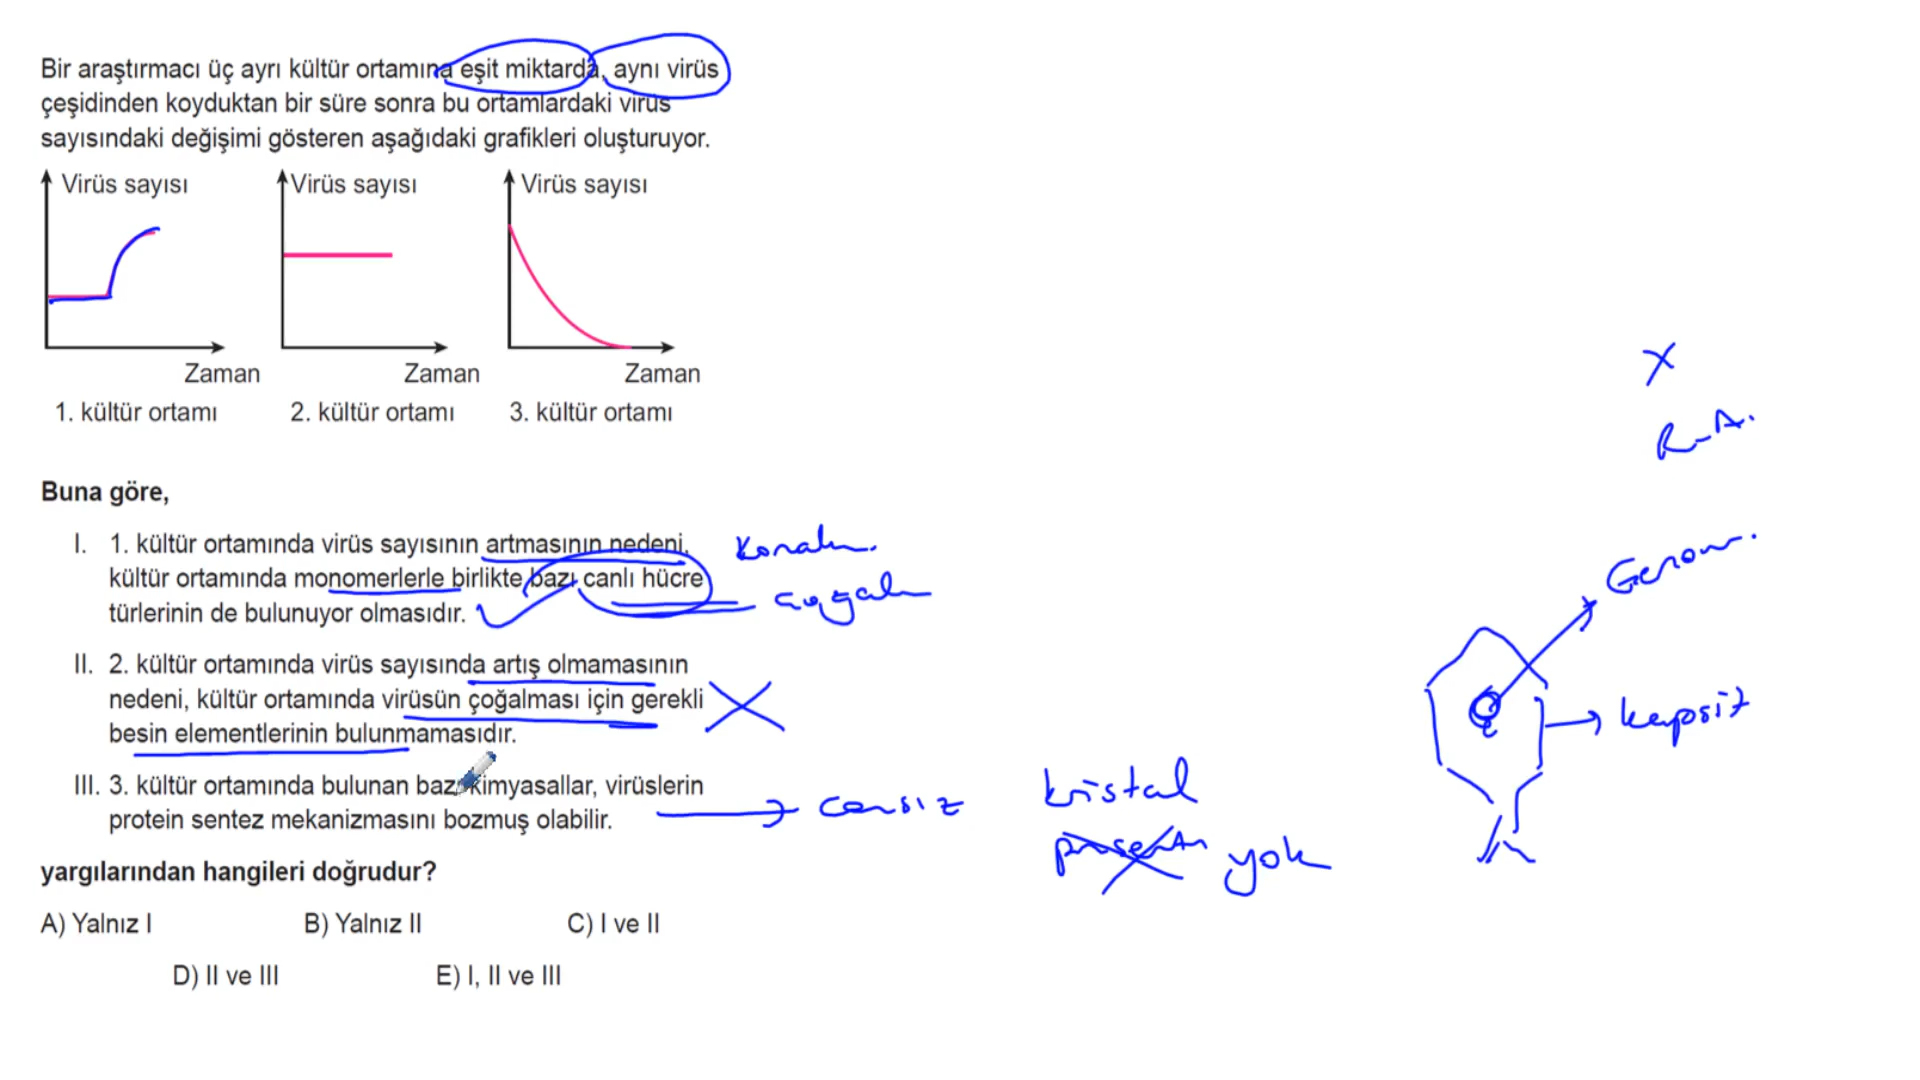 Bir araştırmacı üç ayrı kültür ortamına eşit miktarda, aynı virüs
çeşidinden koyduktan bir süre sonra bu ortamlardaki virüs
sayısındaki değişimi gösteren aşağıdaki grafikleri oluşturuyor.
Virüs sayısı Virüs sayısı Virüs sayısı
Zaman Zaman Zaman
1. kültür ortamı 2. kültür ortamı 3. kültür ortamı
X
R-A.
Buna göre,
I. 1. kültür ortamında virüs sayısının artmasının nedeni,
kültür ortamında monomerlerle birlikte bazı canlı hücre
türlerinin de bulunuyor olmasıdır.
Genom.
II. 2. kültür ortamında virüs sayısında artış olmamasının
nedeni, kültür ortamında virüsün çoğalması için gerekli
besin elementlerinin bulunmamasıdır.
kapsit
III. 3. kültür ortamında bulunan bazı kimyasallar, virüslerin
protein sentez mekanizmasını bozmuş olabilir.
cansız
kristal
yok
yargılarından hangileri doğrudur?
A) Yalnız I B) Yalnız II C) I ve II
D) II ve III E) I, II ve III